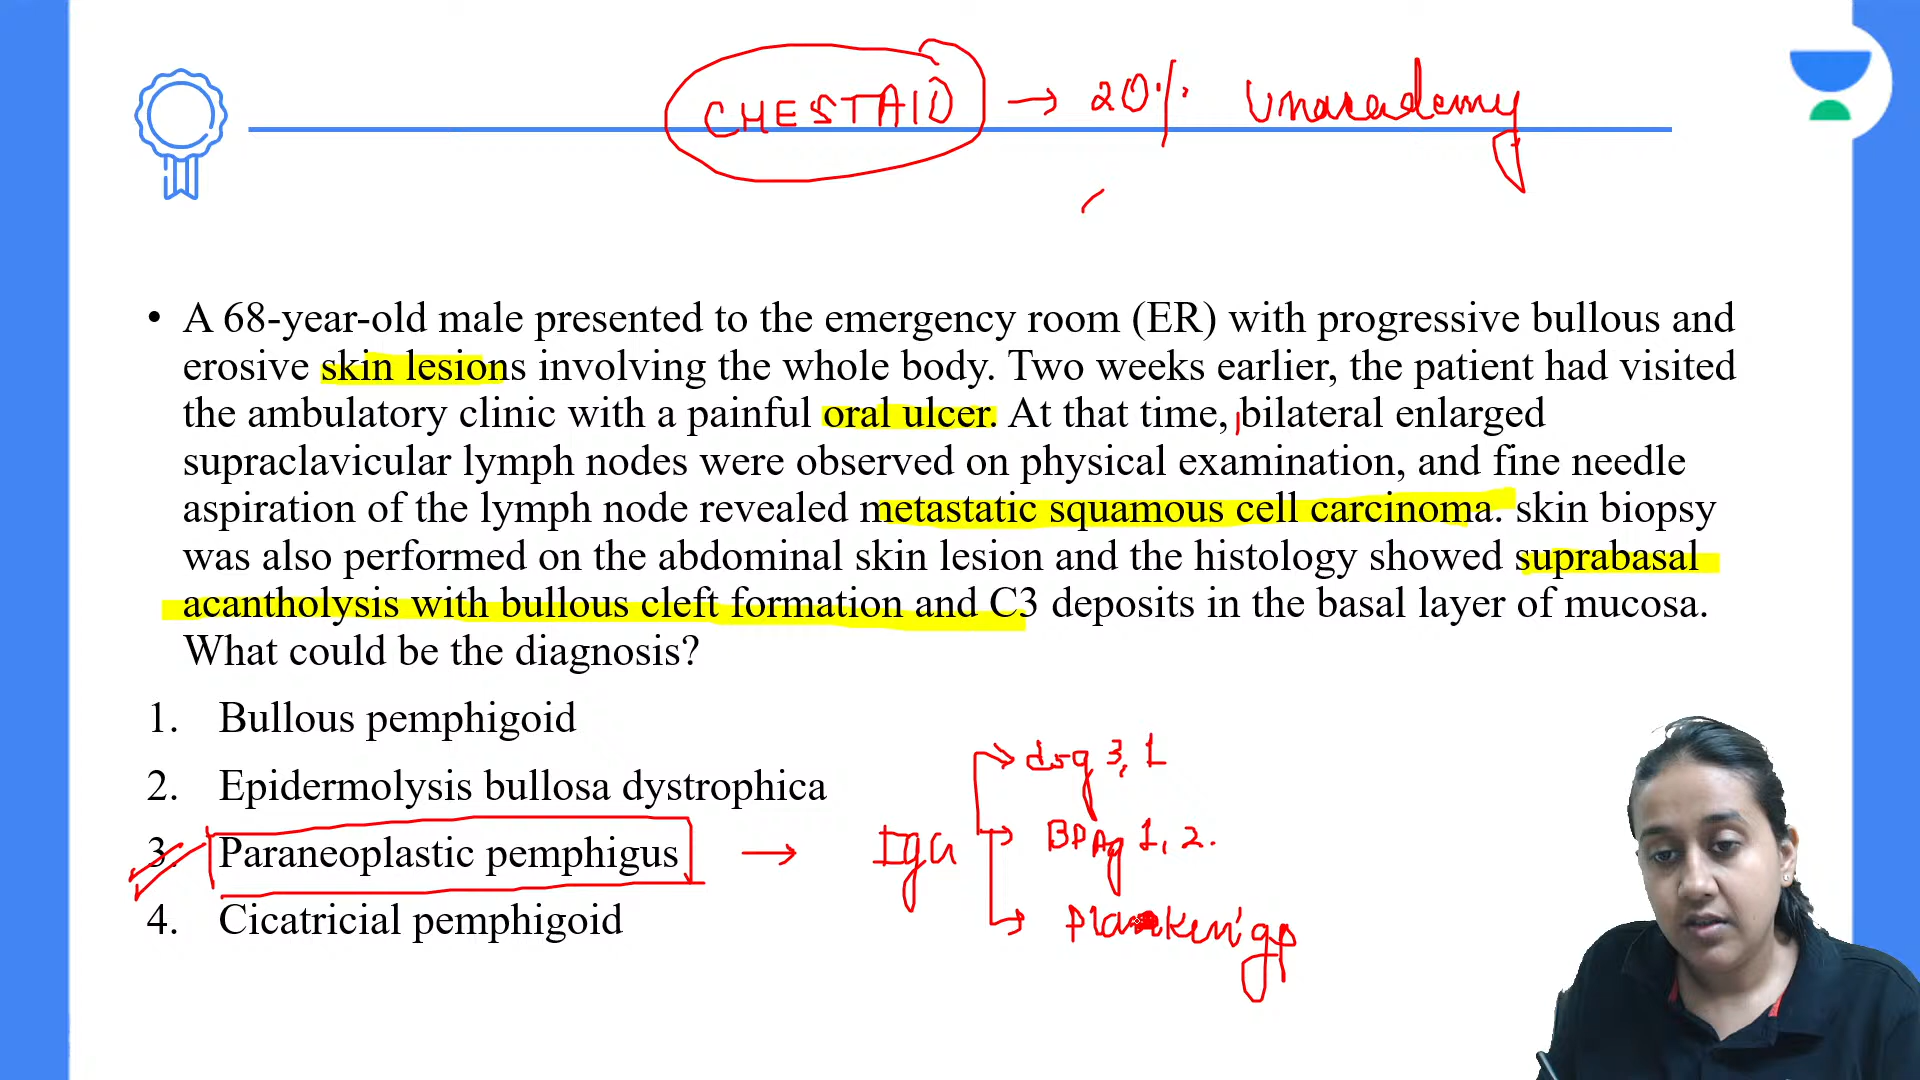 CHESTAID → 20% Unacademy
• A 68-year-old male presented to the emergency room (ER) with progressive bullous and
erosive skin lesions involving the whole body. Two weeks earlier, the patient had visited
the ambulatory clinic with a painful oral ulcer. At that time, bilateral enlarged
supraclavicular lymph nodes were observed on physical examination, and fine needle
aspiration of the lymph node revealed metastatic squamous cell carcinoma. skin biopsy
was also performed on the abdominal skin lesion and the histology showed suprabasal
acantholysis with bullous cleft formation and C3 deposits in the basal layer of mucosa.
What could be the diagnosis?
1. Bullous pemphigoid
2. Epidermolysis bullosa dystrophica
3. Paraneoplastic pemphigus →
4. Cicatricial pemphigoid
IgG
dsg 3, 1
BPAg 1, 2.